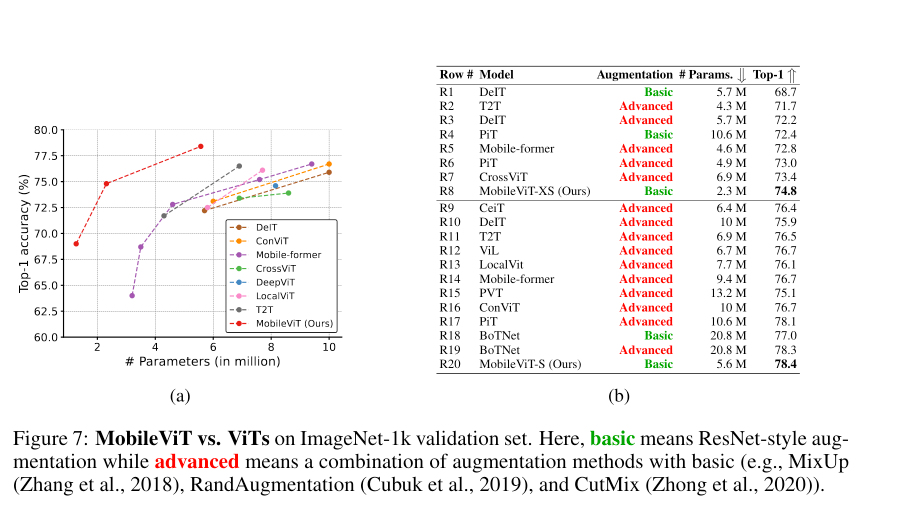 80.0
77.5
75.0
72.5
70.0
67.5
65.0
62.5
60.0
Top-1 accuracy (%)
2 4 6 8 10
# Parameters (in million)
DeIT
ConViT
Mobile-former
CrossViT
DeepViT
LocalViT
T2T
MobileViT (Ours)
(a)
Row # Model Augmentation # Params. ⇓ Top-1 ⇑
R1 DeIT Basic 5.7 M 68.7
R2 T2T Advanced 4.3 M 71.7
R3 DeIT Advanced 5.7 M 72.2
R4 PiT Basic 10.6 M 72.4
R5 Mobile-former Advanced 4.6 M 72.8
R6 PiT Advanced 4.9 M 73.0
R7 CrossViT Advanced 6.9 M 73.4
R8 MobileViT-XS (Ours) Basic 2.3 M 74.8
R9 CeiT Advanced 6.4 M 76.4
R10 DeIT Advanced 10 M 75.9
R11 T2T Advanced 6.9 M 76.5
R12 ViL Advanced 6.7 M 76.7
R13 LocalVit Advanced 7.7 M 76.1
R14 Mobile-former Advanced 9.4 M 76.7
R15 PVT Advanced 13.2 M 75.1
R16 ConViT Advanced 10 M 76.7
R17 PiT Advanced 10.6 M 78.1
R18 BoTNet Basic 20.8 M 77.0
R19 BoTNet Advanced 20.8 M 78.3
R20 MobileViT-S (Ours) Basic 5.6 M 78.4
(b)
Figure 7: MobileViT vs. ViTs on ImageNet-1k validation set. Here, basic means ResNet-style aug-
mentation while advanced means a combination of augmentation methods with basic (e.g., MixUp
(Zhang et al., 2018), RandAugmentation (Cubuk et al., 2019), and CutMix (Zhong et al., 2020)).